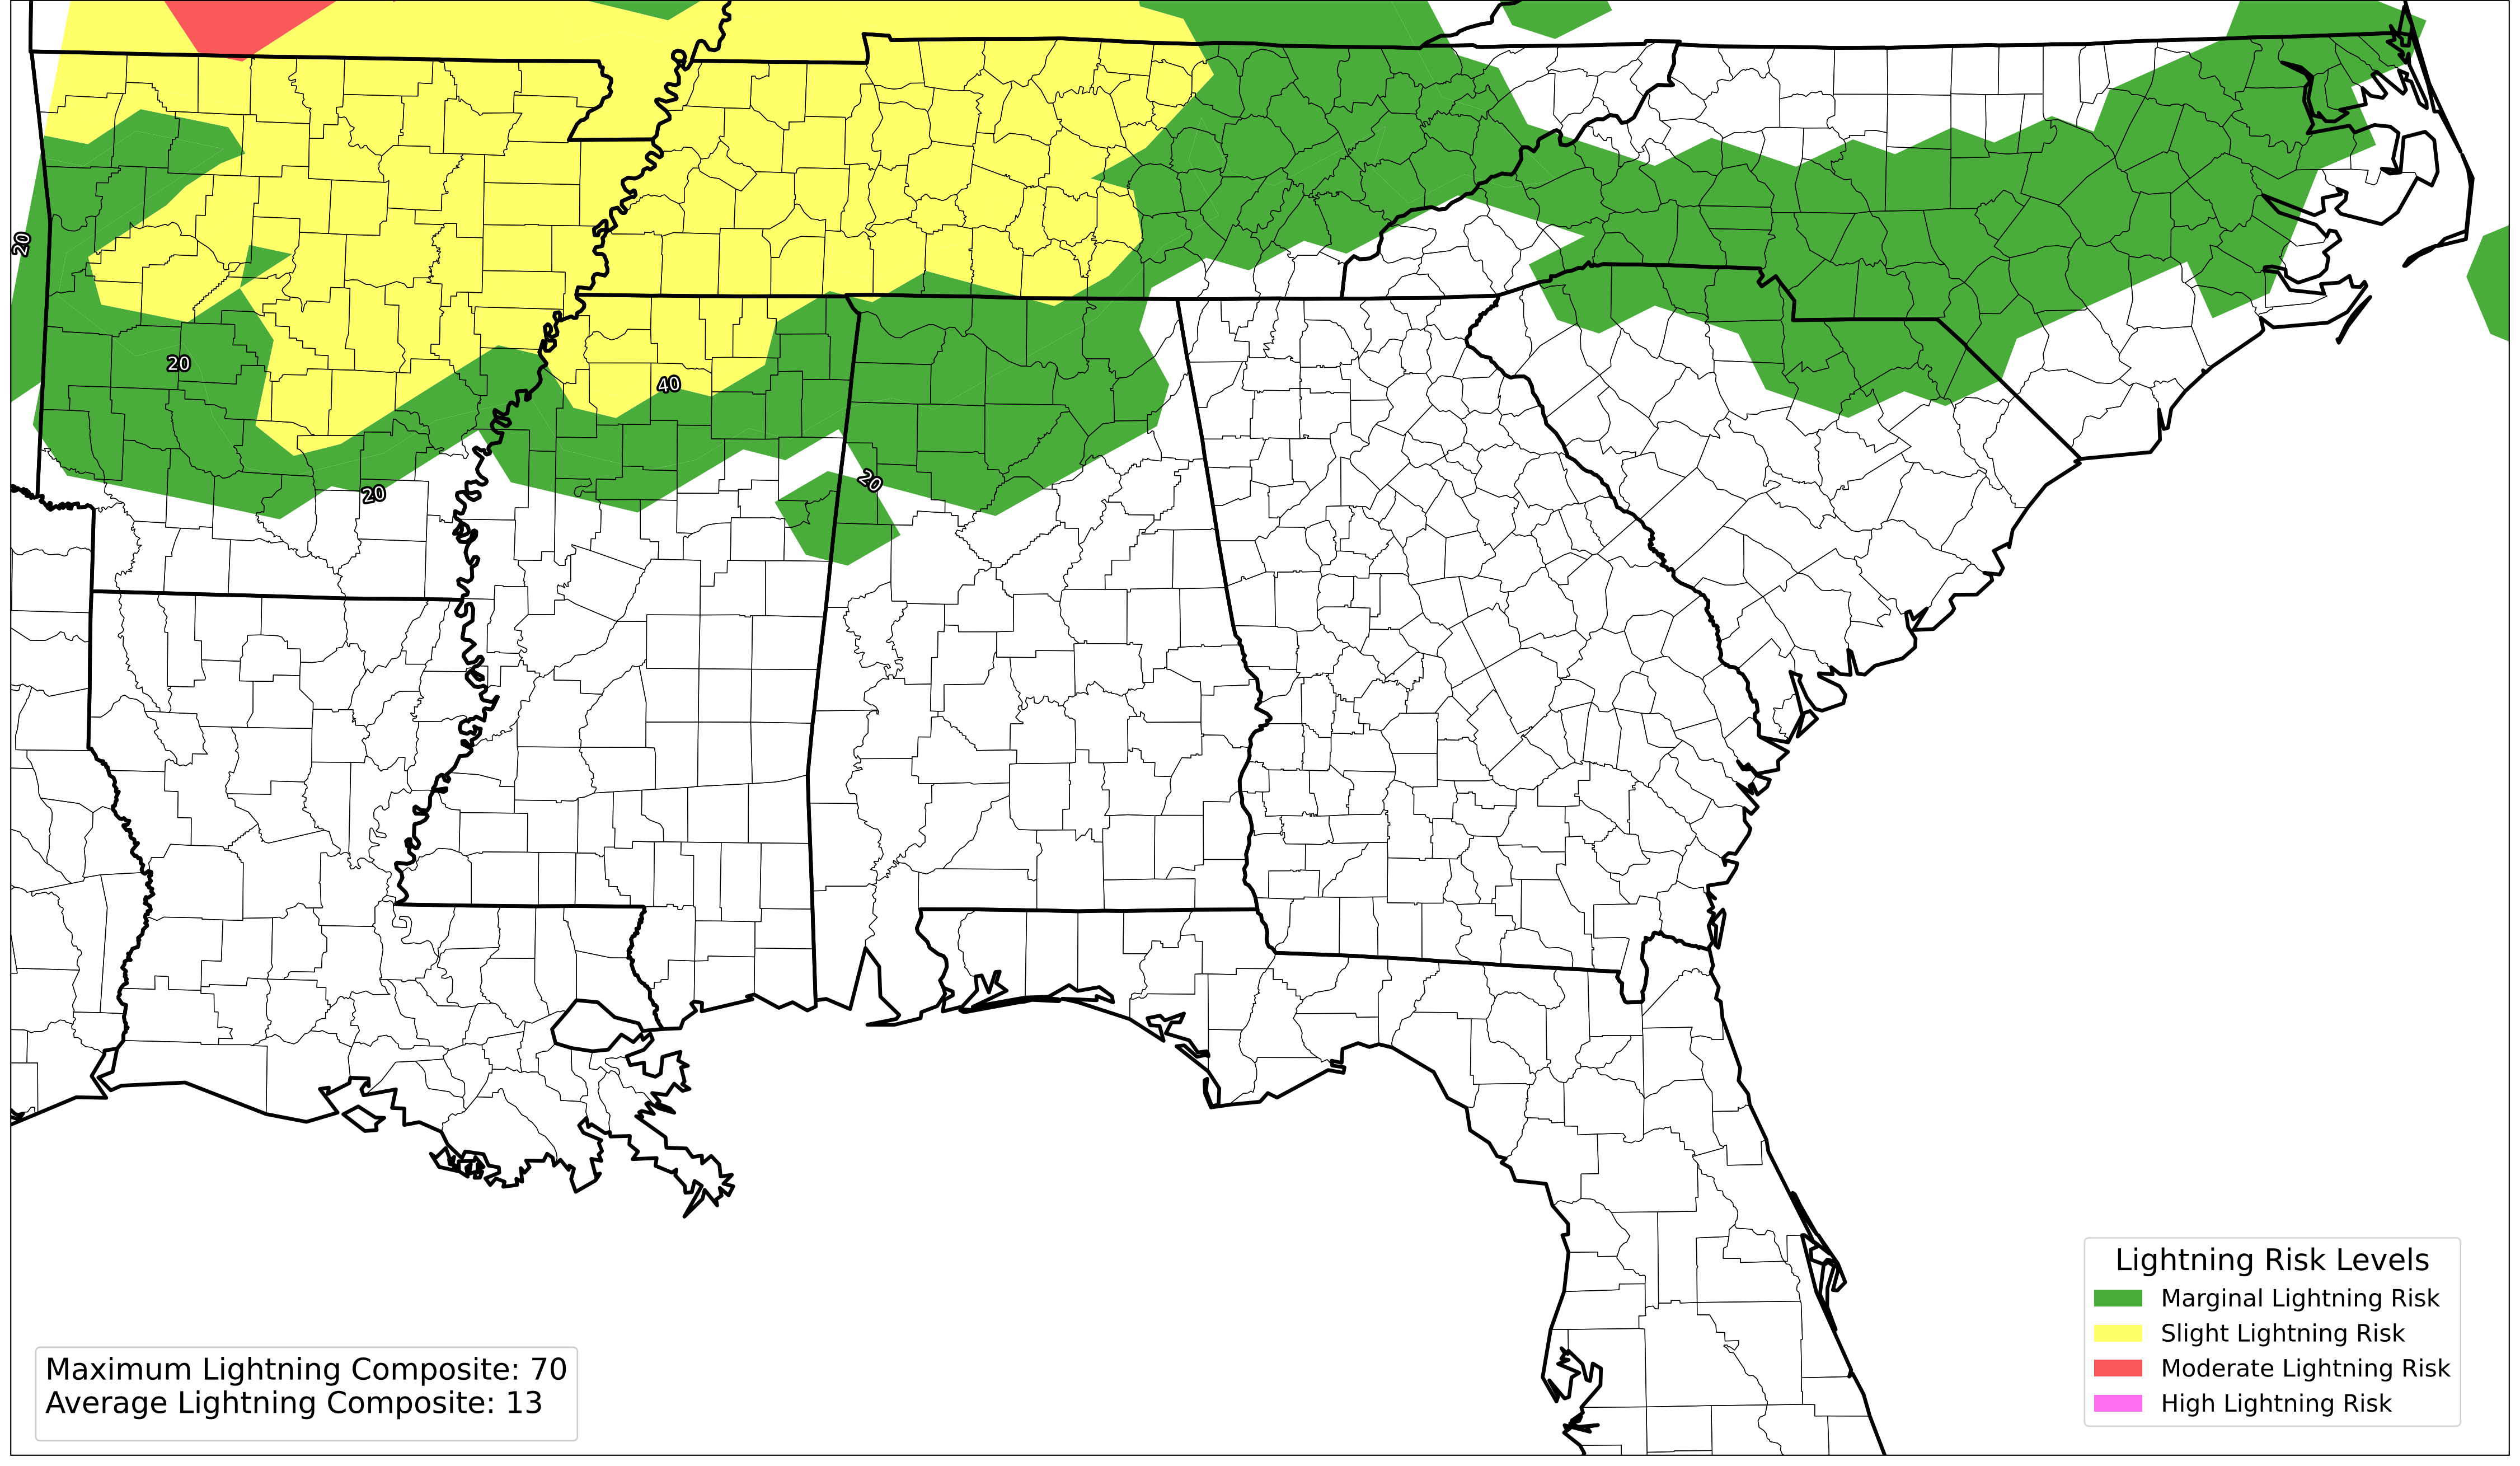 20
20
40
20
20
Lightning Risk Levels
Marginal Lightning Risk
Slight Lightning Risk
Moderate Lightning Risk
High Lightning Risk
Maximum Lightning Composite: 70
Average Lightning Composite: 13